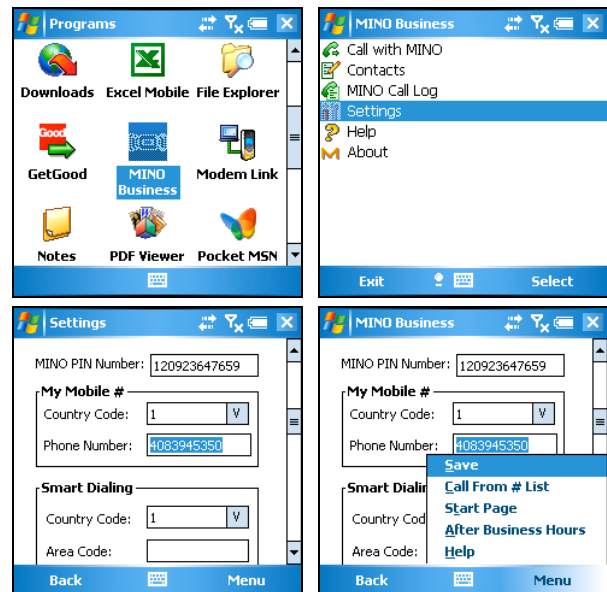 Programs
Downloads Excel Mobile File Explorer
Good
GetGood MINO Business Modem Link
Notes PDF Viewer Pocket MSN
MINO Business
Call with MINO
Contacts
MINO Call Log
Settings
Help
About
Exit Select
Settings
MINO PIN Number: 120923647659
My Mobile #
Country Code: 1 V
Phone Number: 4083945350
Smart Dialing
Country Code: 1 V
Area Code:
Back Menu
MINO Business
MINO PIN Number: 120923647659
My Mobile #
Country Code: 1 V
Phone Number: 4083945350
Save
Smart Dialin Call From # List
Start Page
Country Cod After Business Hours
Area Code: Help
Back Menu